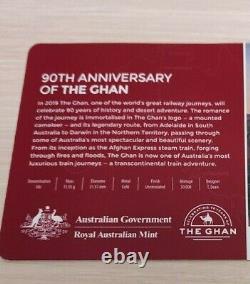 90TH ANNIVERSARY
OF THE GHAN
In 2019 The Ghan, one of the world's great railway journeys, will
celebrate 90 years of history and desert adventure. The romance
of the journey is immortalised in The Ghan's logo – a mounted
cameleer – and its legendary route, from Adelaide in South
Australia to Darwin in the Northern Territory, passing through
some of Australia's most spectacular and beautiful scenery.
From its inception as the Afghan Express steam train, forging
through fires and floods, The Ghan is now one of Australia's most
luxurious train journeys – a transcontinental train adventure.
Denomination Mass Diameter Metal Finish Mintage Designer
Uncirculated 30,000 T. Dean
Australian Government
Royal Australian Mint
THE GHAN